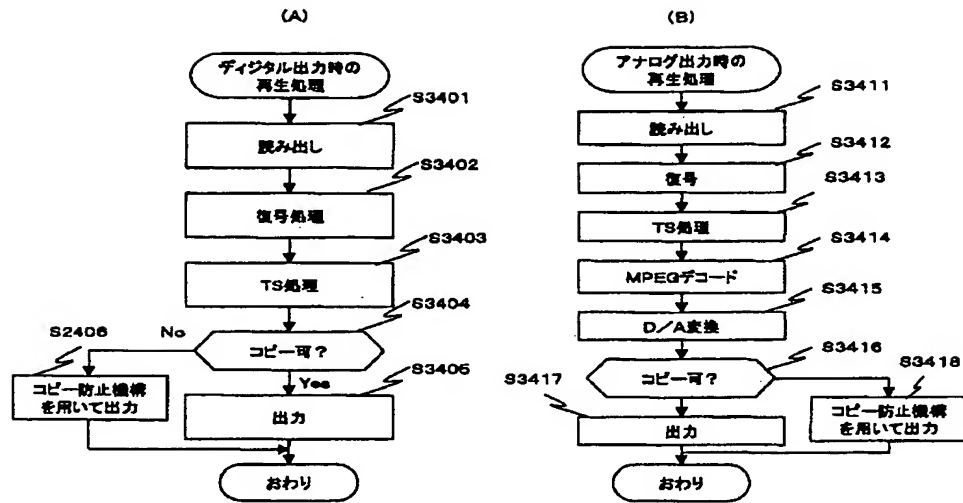 (A)
ディジタル出力時の
再生処理
S3401
読み出し
S3402
復号処理
S3403
TS処理
S3404
コピー可?
No
S2406
コピー防止機構
を用いて出力
Yes
S3405
出力
おわり
(B)
アナログ出力時の
再生処理
S3411
読み出し
S3412
復号
S3413
TS処理
S3414
MPEGデコード
S3415
D/A変換
S3416
コピー可?
S3417
出力
S3418
コピー防止機構
を用いて出力
おわり